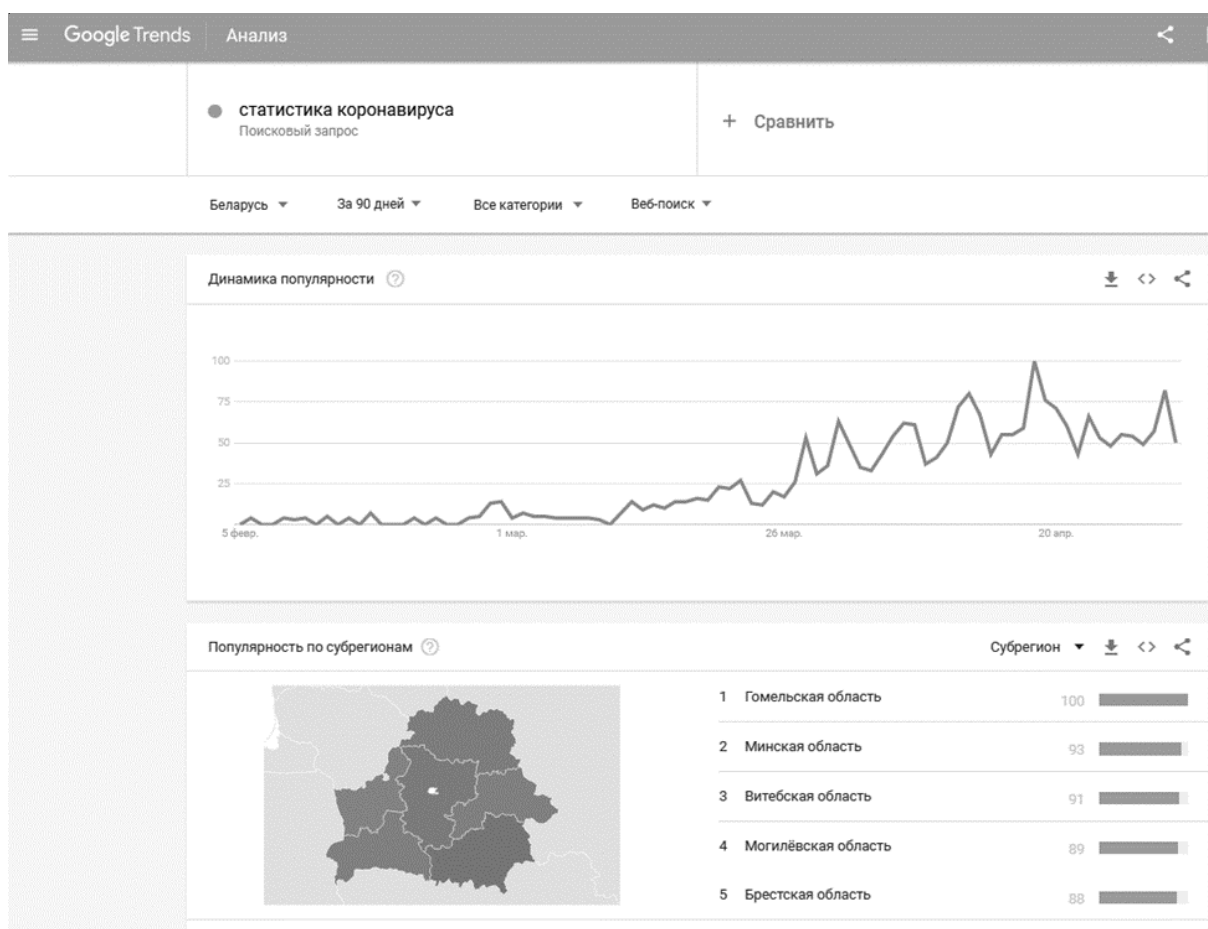 Google Trends Анализ
статистика коронавируса
Поисковый запрос
+ Сравнить
Беларусь За 90 дней Все категории Веб-поиск
Динамика популярности ?
100
75
50
25
5 февр. 1 мар. 26 мар. 20 апр.
Популярность по субрегионам ? Субрегион
1 Гомельская область 100
2 Минская область 93
3 Витебская область 91
4 Могилёвская область 89
5 Брестская область 88